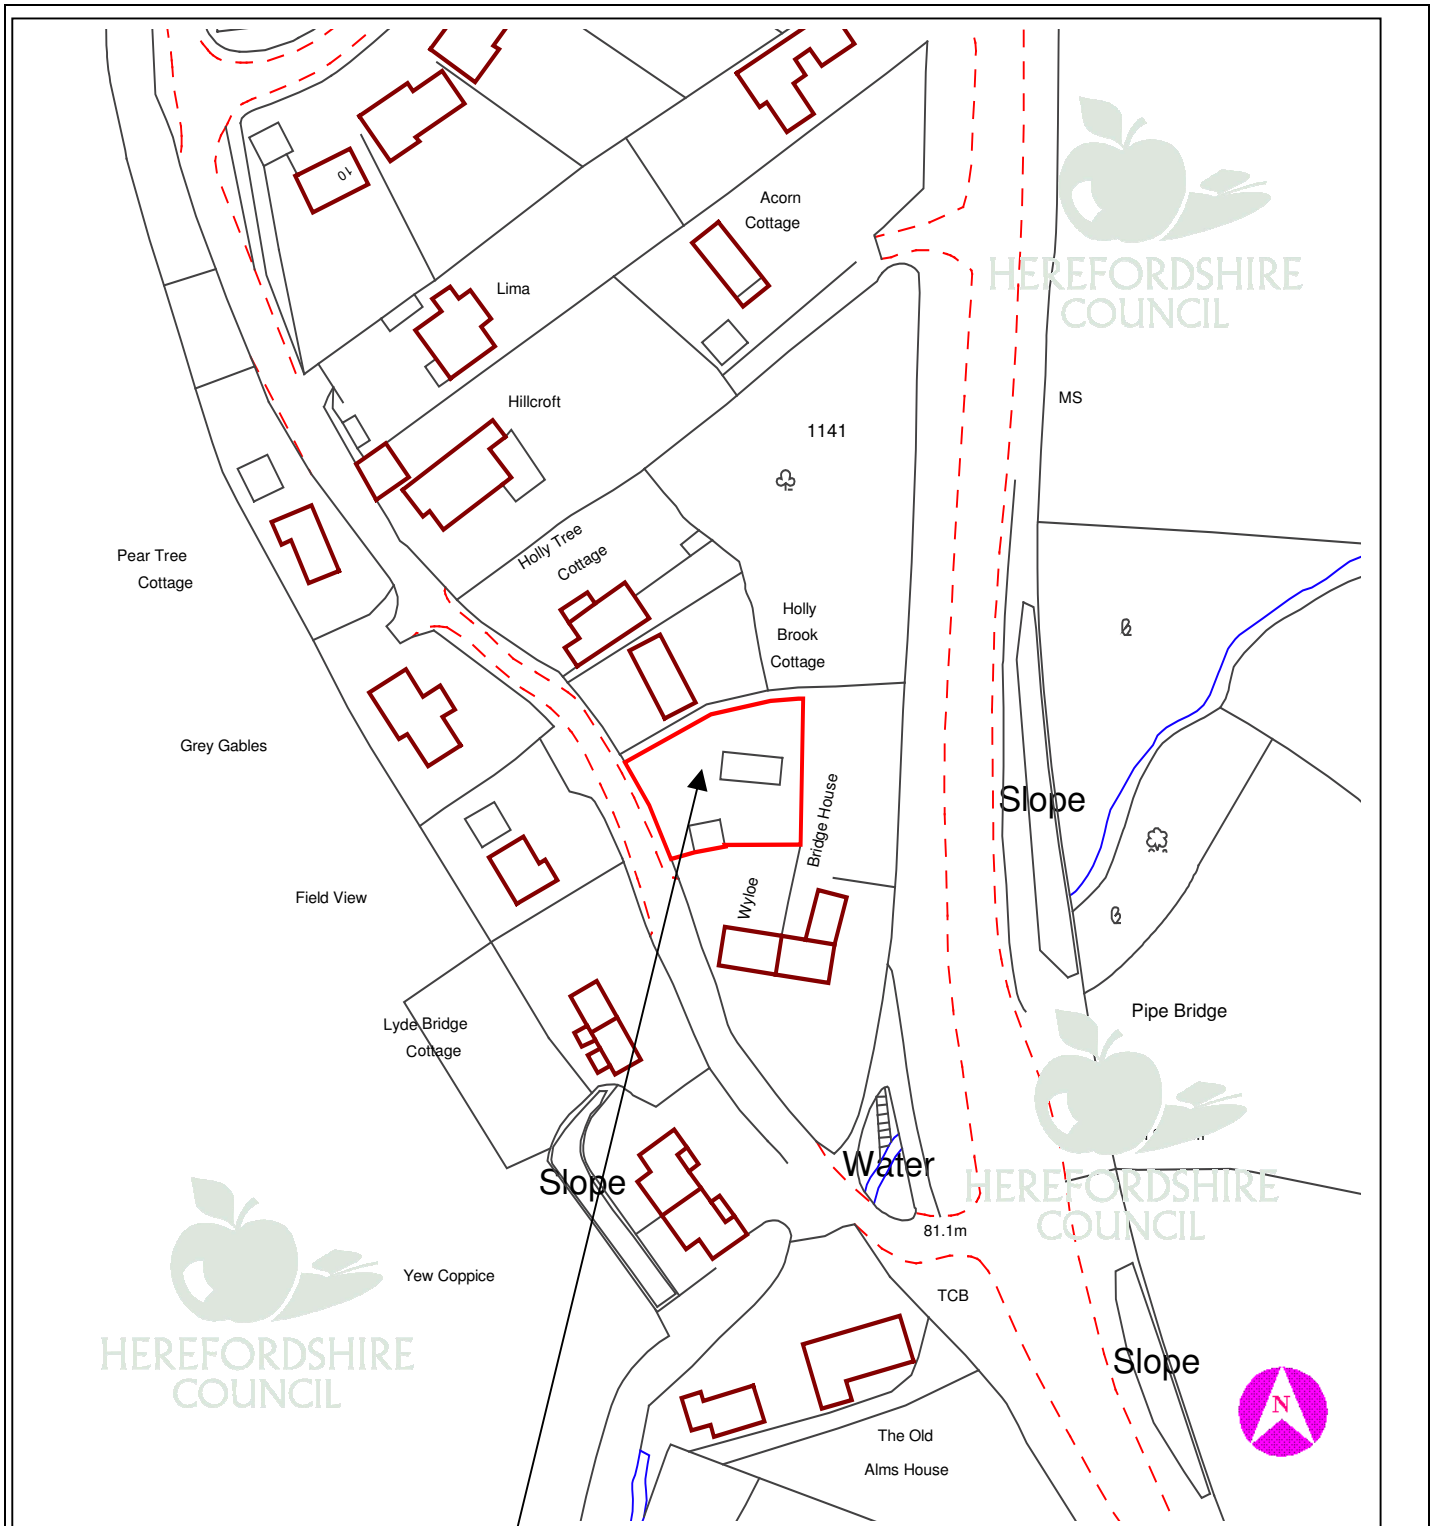 10
Acorn
Cottage
HEREFORDSHIRE
COUNCIL
Lima
MS
Hillcroft
1141
Holly Tree
Cottage
Pear Tree
Cottage
Holly
Brook
Cottage
Grey Gables
Slope
Bridge House
Wyloe
Field View
Lyde Bridge
Cottage
Pipe Bridge
Water
Slope
HEREFORDSHIRE
COUNCIL
81.1m
Yew Coppice
TCB
HEREFORDSHIRE
COUNCIL
Slope
N
The Old
Alms House